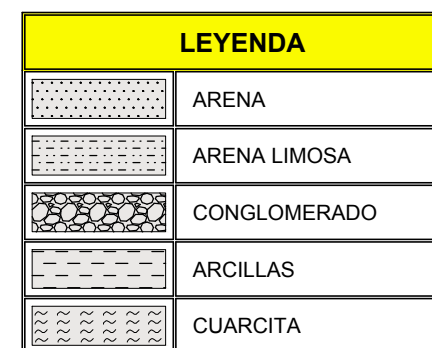 LEYENDA
ARENA
ARENA LIMOSA
CONGLOMERADO
ARCILLAS
CUARCITA